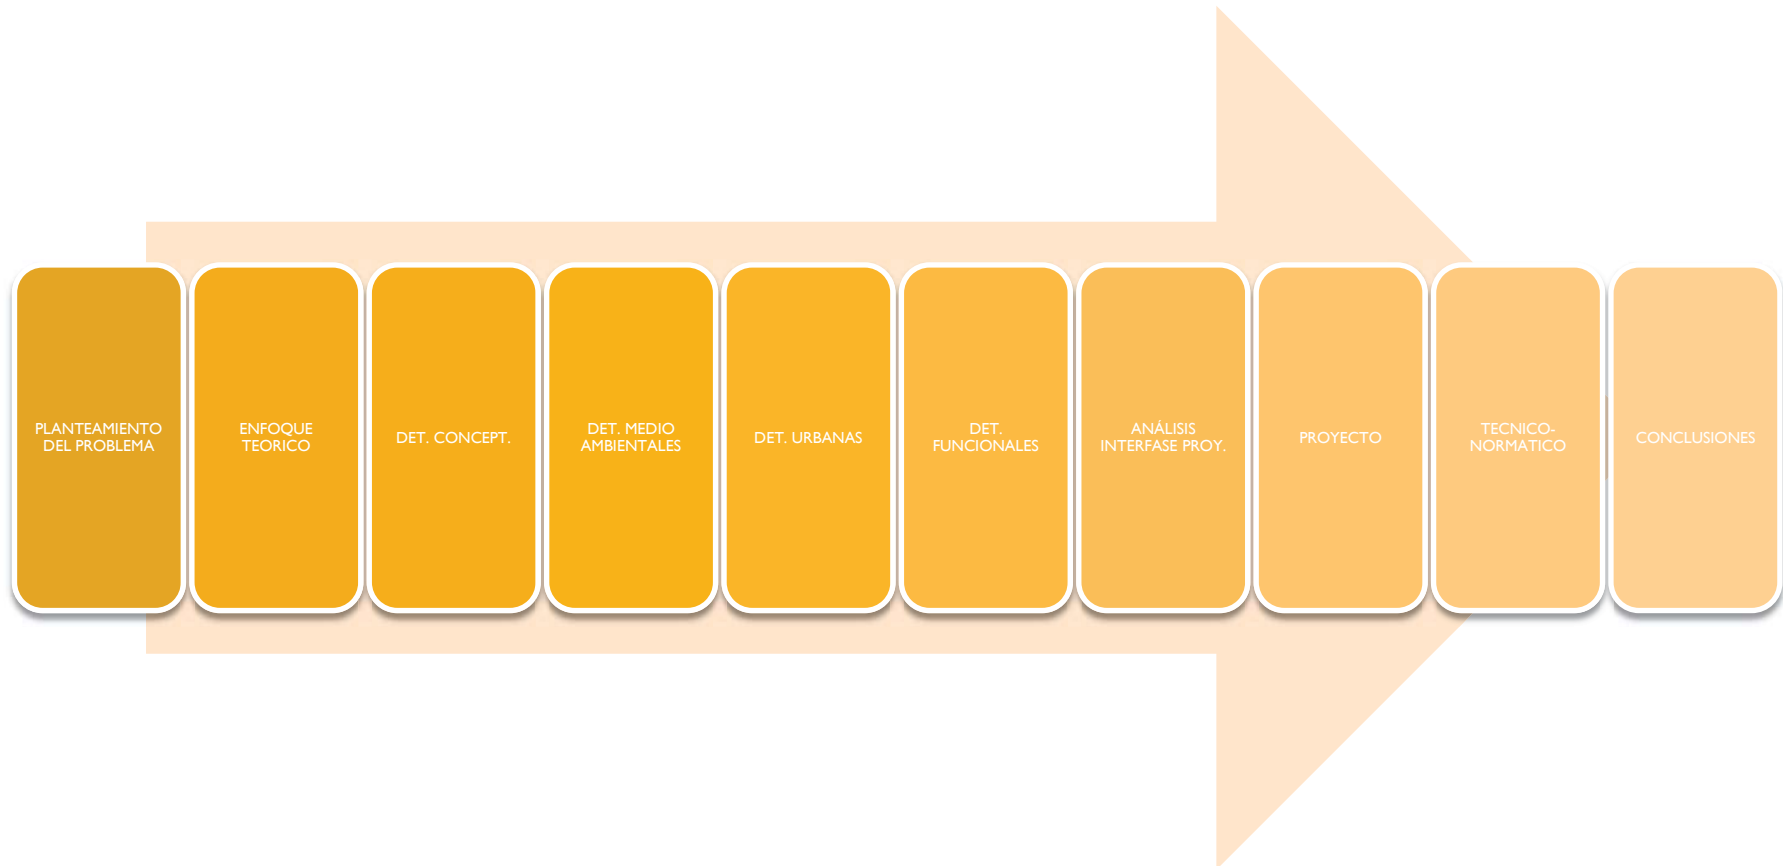 PLANTEAMIENTO
DEL PROBLEMA
ENFOQUE
TEORICO
DET. CONCEPT.
DET. MEDIO
AMBIENTALES
DET. URBANAS
DET.
FUNCIONALES
ANÁLISIS
INTERFASE PROY.
PROYECTO
TECNICO-
NORMATICO
CONCLUSIONES